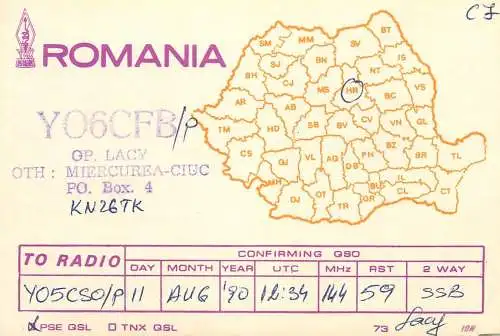 CJ
ROMANIA
YO6CFB/p
OP. LACY
QTH: MIERCUREA-CIUC
PO. Box. 4
KN26TK
SM MM SV BT
BH SJ BN NT IS
CJ MS HR BC VS
AR AB
TM HD SB BV CV VN GL
CS GJ VL AG DB PH BZ BR TL
MH IL
DJ OT TR GR BU CL CT
TO RADIO CONFIRMING QSO
DAY MONTH YEAR UTC MHz RST 2 WAY
YO5CSO/p 11 AUG '90 12:34 144 59 SSB
PSE QSL TNX QSL 73 Lacy